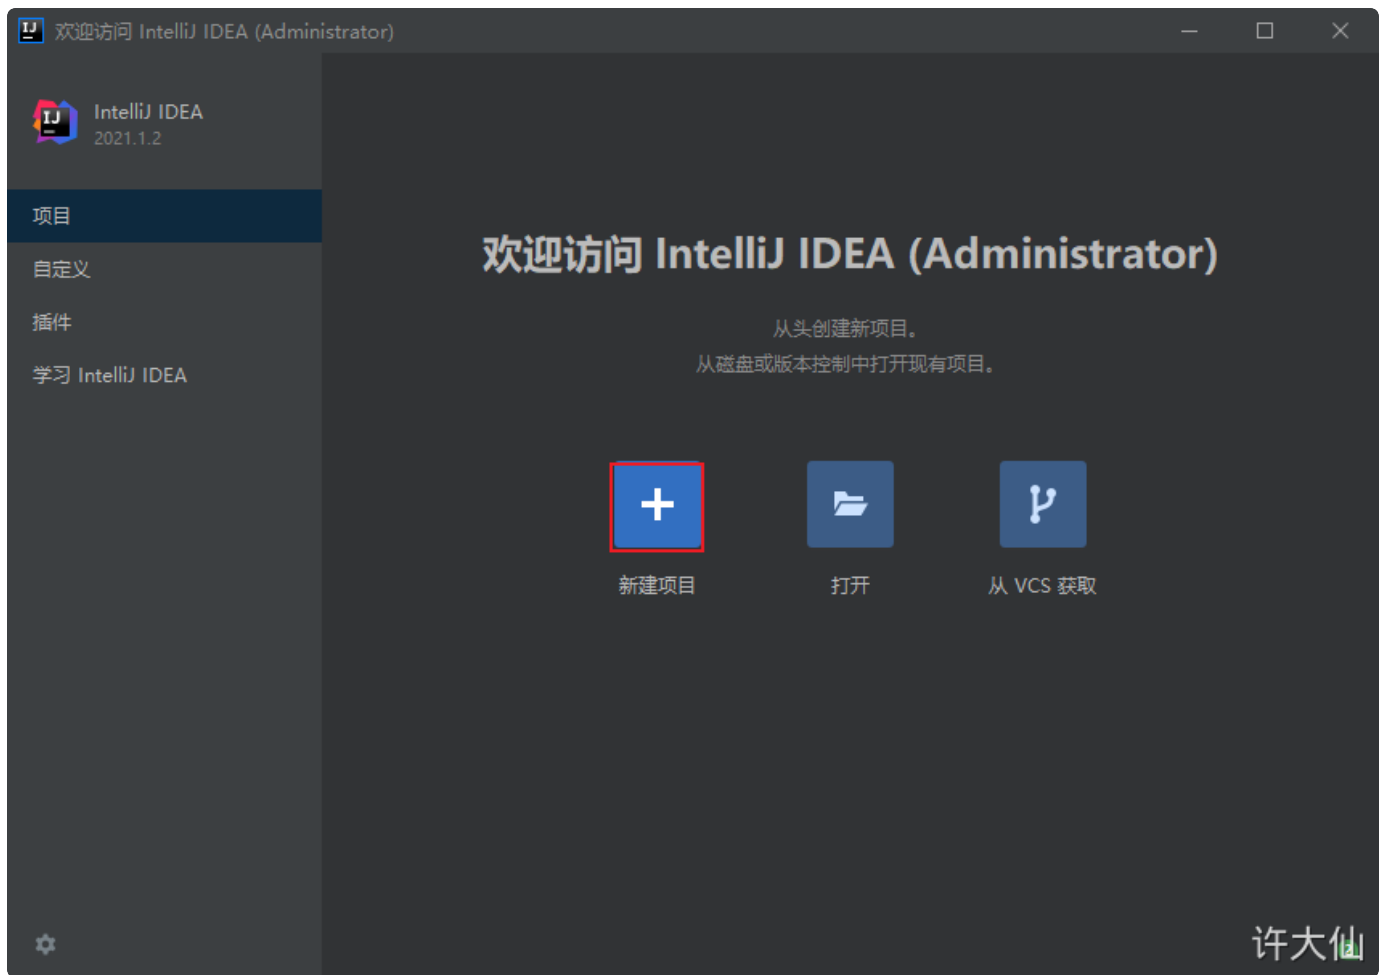 欢迎访问 IntelliJ IDEA (Administrator)
IntelliJ IDEA
2021.1.2
项目
自定义
插件
学习 IntelliJ IDEA
欢迎访问 IntelliJ IDEA (Administrator)
从头创建新项目。
从磁盘或版本控制中打开现有项目。
新建项目
打开
从 VCS 获取
许大仙
2